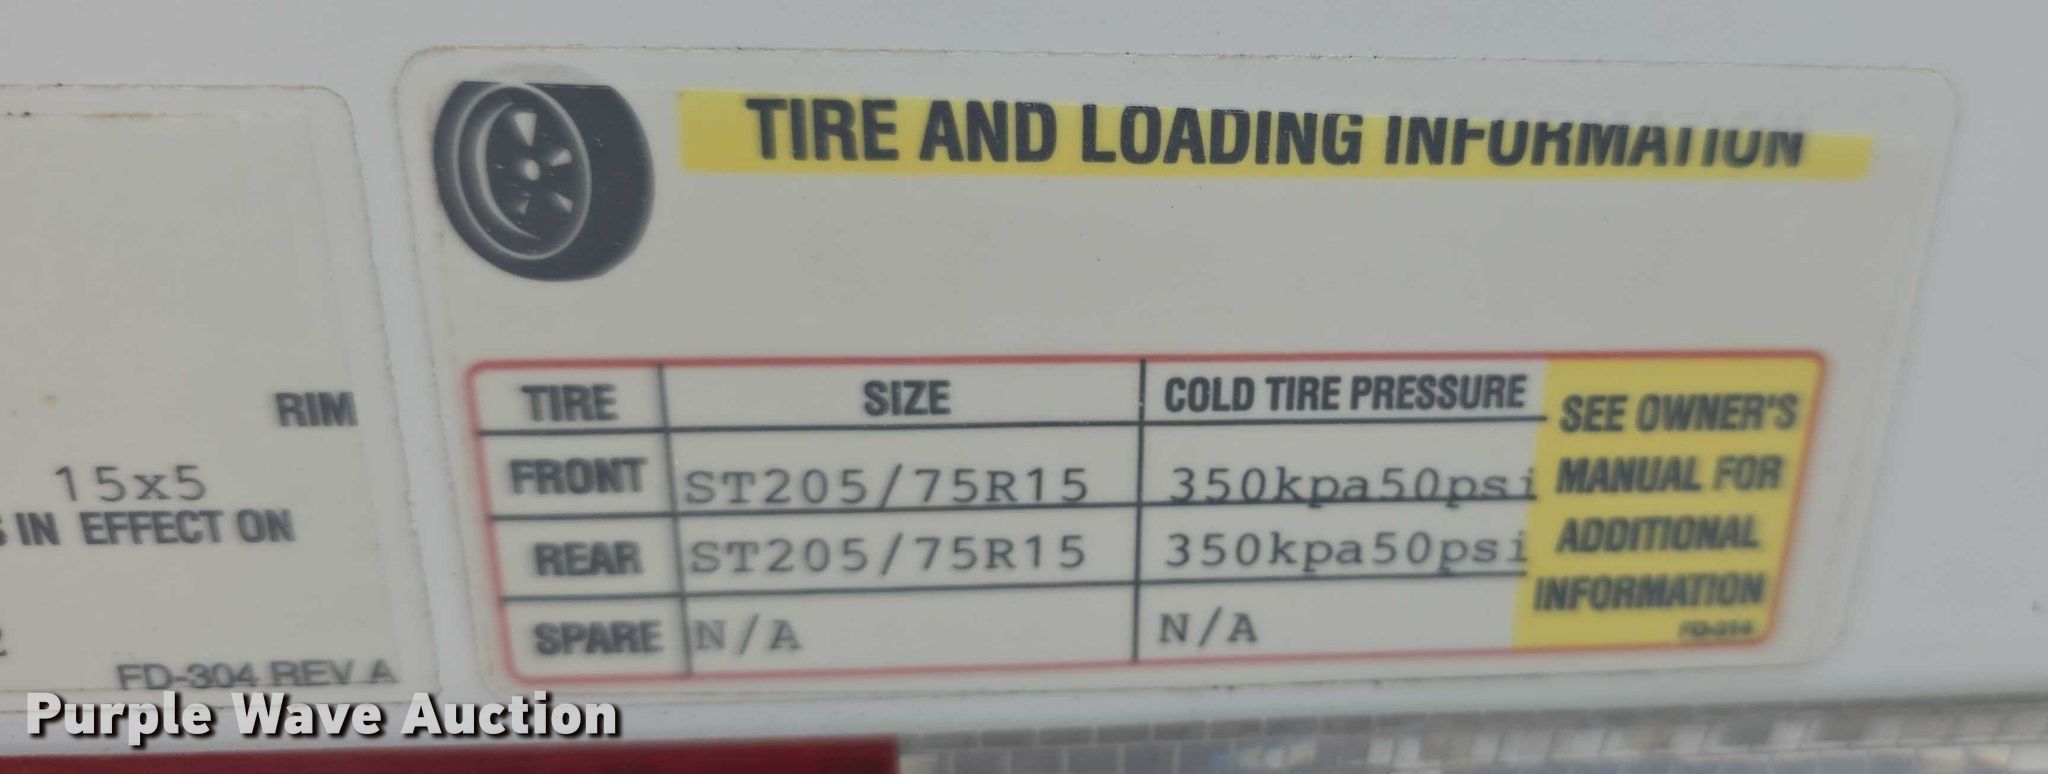 TIRE AND LOADING INFORMATION
RIM
15x5
IN EFFECT ON
FD-304 REV A
TIRE SIZE COLD TIRE PRESSURE
FRONT ST205/75R15 350kpa50psi
REAR ST205/75R15 350kpa50psi
SPARE N/A N/A
SEE OWNER'S
MANUAL FOR
ADDITIONAL
INFORMATION
Purple Wave Auction